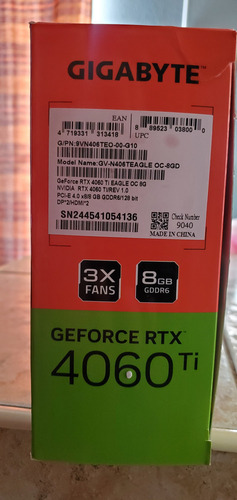 GIGABYTE™
EAN
4 719331 313418
UPC
8 89523 03800 0
G/PN:9VN406TEO-00-G10
Model Name:GV-N406TEAGLE OC-8GD
GeForce RTX 4060 TI EAGLE OC 8G
NVIDIA RTX 4060 TI/REV 1.0
PCI-E 4.0 x8/8 GB GDDR6/128 bit
DP*2/HDMI*2
SN244541054136
Check Number
9040
MADE IN CHINA
3X
FANS
8GB
GDDR6
GEFORCE RTX™
4060 Ti